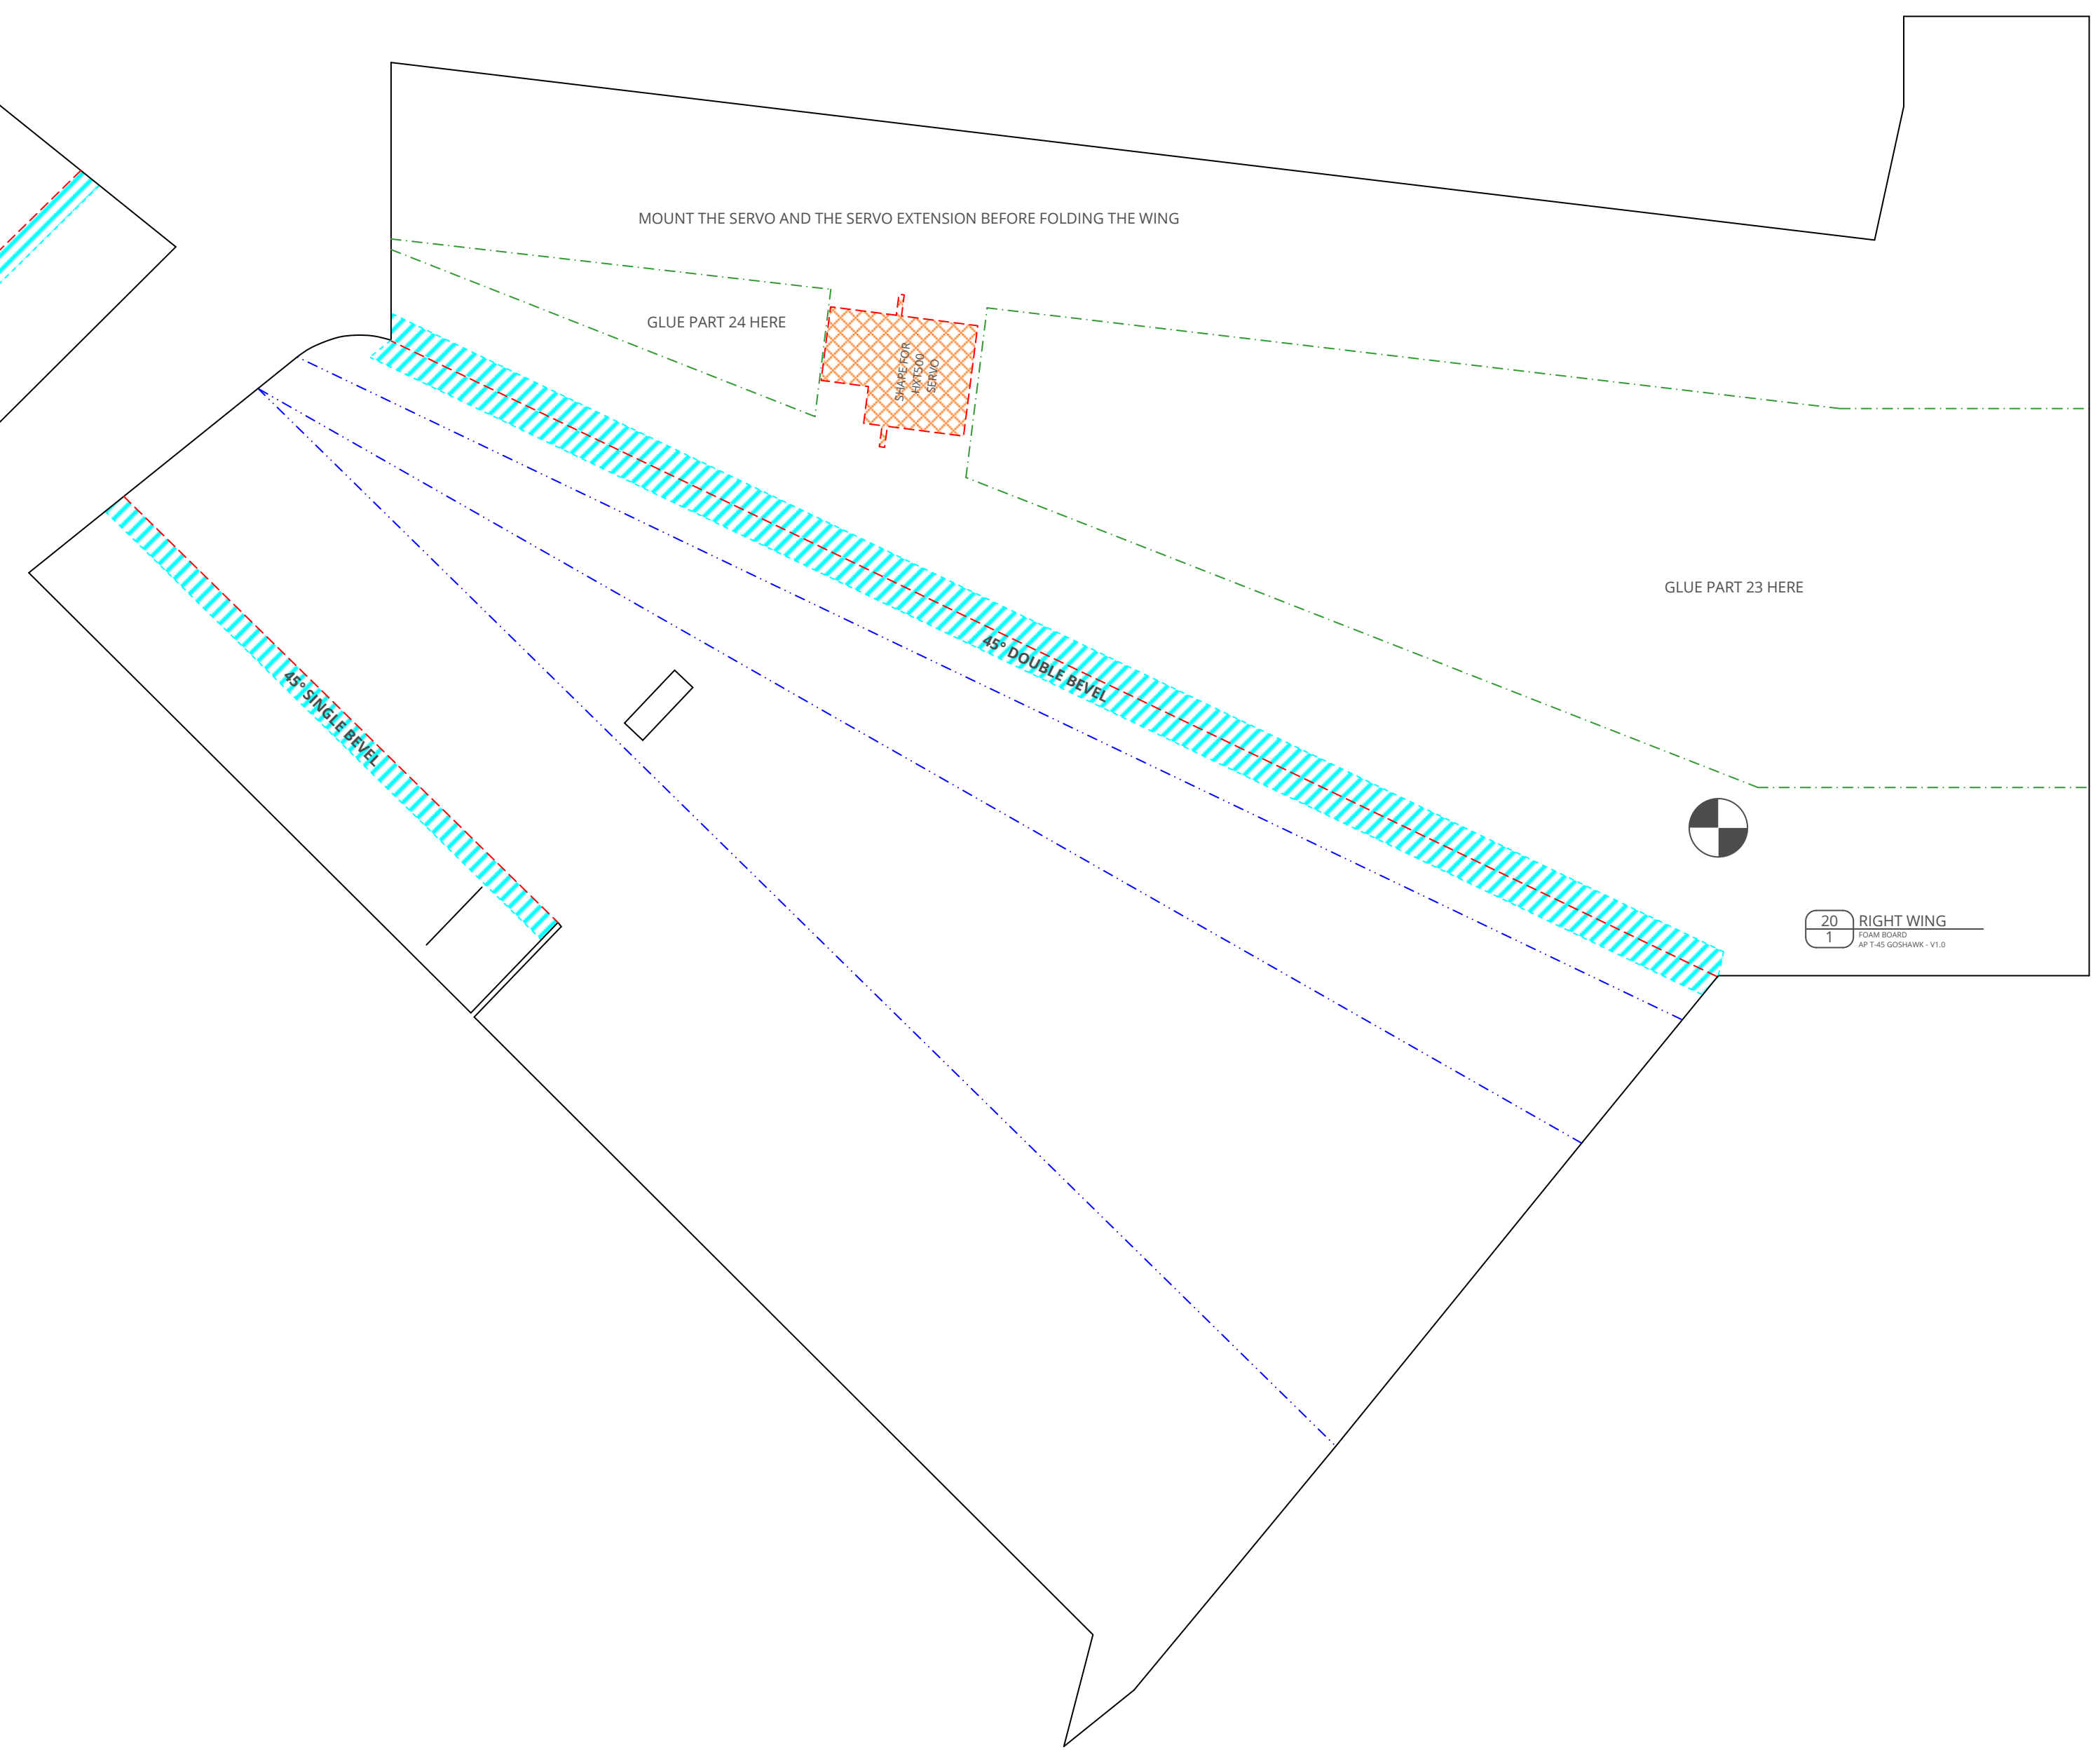 MOUNT THE SERVO AND THE SERVO EXTENSION BEFORE FOLDING THE WING
GLUE PART 24 HERE
SHAPE FOR
HXT500
SERVO
GLUE PART 23 HERE
45° DOUBLE BEVEL
45° SINGLE BEVEL
20
1
RIGHT WING
FOAM BOARD
AP T-45 GOSHAWK - V1.0